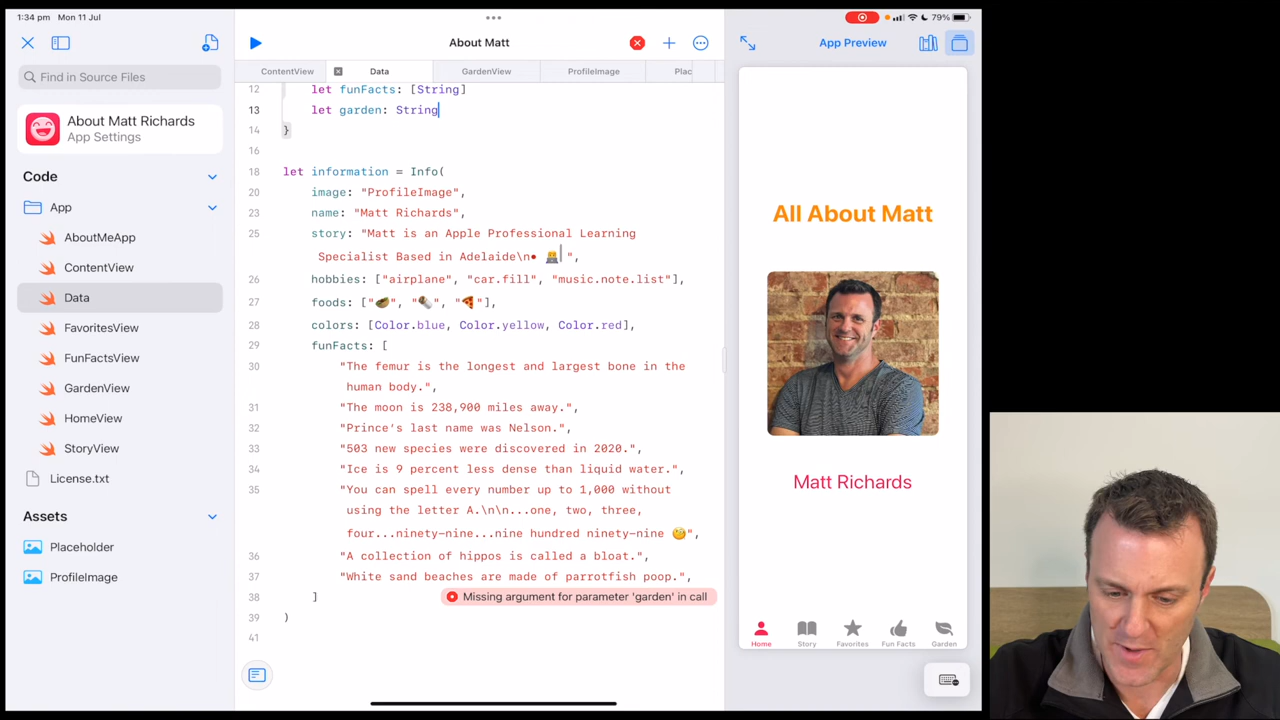 1:34 pm Mon 11 Jul
79%
About Matt
App Preview
Find in Source Files
ContentView
Data
GardenView
ProfileImage
Plac
About Matt Richards
App Settings
Code
App
AboutMeApp
ContentView
Data
FavoritesView
FunFactsView
GardenView
HomeView
StoryView
License.txt
Assets
Placeholder
ProfileImage
12 let funFacts: [String]
13 let garden: String
14 }
16
18 let information = Info(
20 image: "ProfileImage",
23 name: "Matt Richards",
25 story: "Matt is an Apple Professional Learning
Specialist Based in Adelaide\n• 👨‍💻 ",
26 hobbies: ["airplane", "car.fill", "music.note.list"],
27 foods: ["🥙", "🌯", "🍕"],
28 colors: [Color.blue, Color.yellow, Color.red],
29 funFacts: [
30 "The femur is the longest and largest bone in the
human body.",
31 "The moon is 238,900 miles away.",
32 "Prince’s last name was Nelson.",
33 "503 new species were discovered in 2020.",
34 "Ice is 9 percent less dense than liquid water.",
35 "You can spell every number up to 1,000 without
using the letter A.\n\n...one, two, three,
four...ninety-nine...nine hundred ninety-nine 🧐",
36 "A collection of hippos is called a bloat.",
37 "White sand beaches are made of parrotfish poop.",
38 ]
Missing argument for parameter 'garden' in call
39 )
41
All About Matt
Matt Richards
Home
Story
Favorites
Fun Facts
Garden